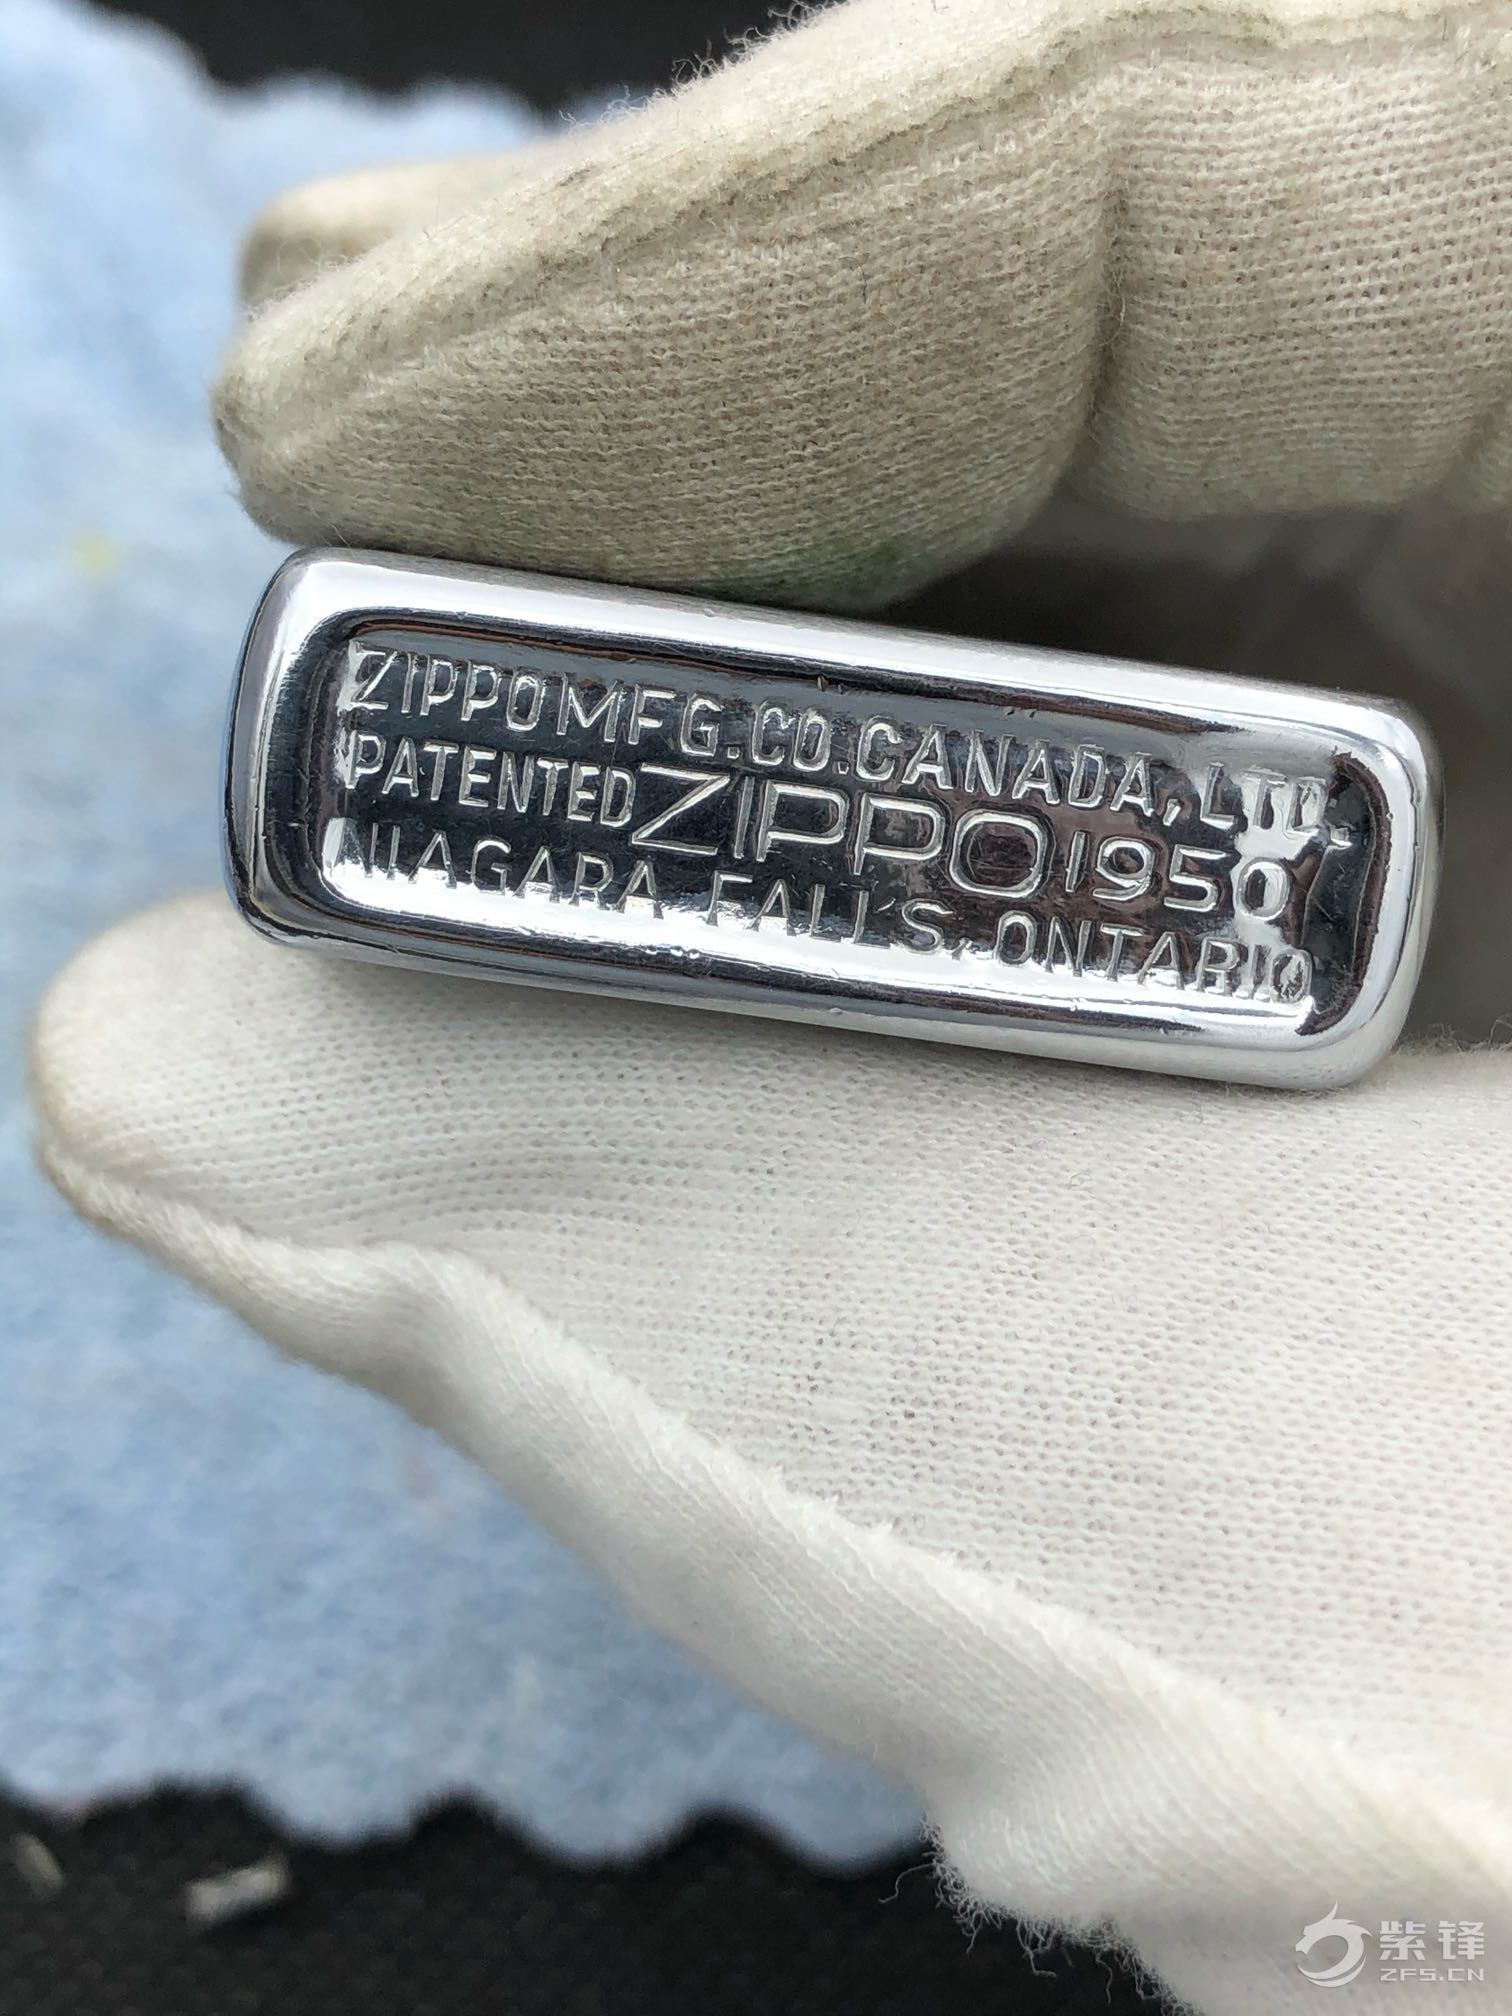 ZIPPO MFG. CO. CANADA, LTD.
PATENTED ZIPPO 1950
NIAGARA FALLS, ONTARIO
紫锋
ZFS.CN